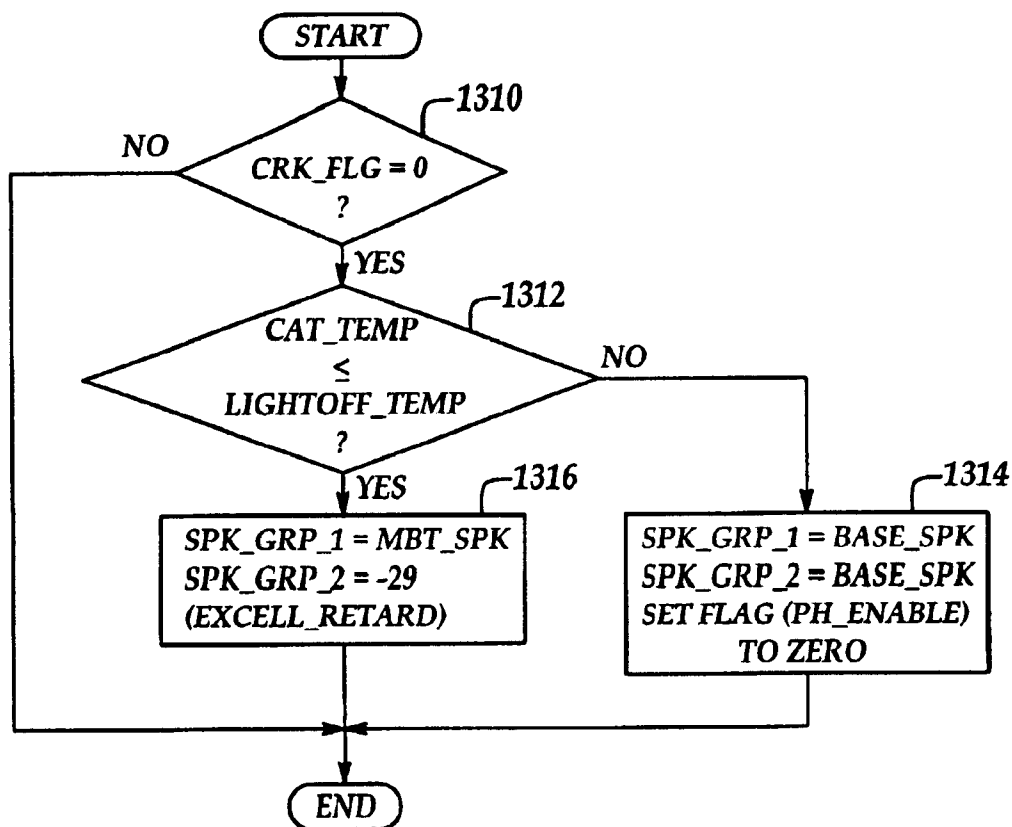 START
1310
NO
CRK_FLG = 0
?
YES
1312
CAT_TEMP
≤
LIGHTOFF_TEMP
?
NO
YES
1316
SPK_GRP_1 = MBT_SPK
SPK_GRP_2 = -29
(EXCELL_RETARD)
1314
SPK_GRP_1 = BASE_SPK
SPK_GRP_2 = BASE_SPK
SET FLAG (PH_ENABLE)
TO ZERO
END